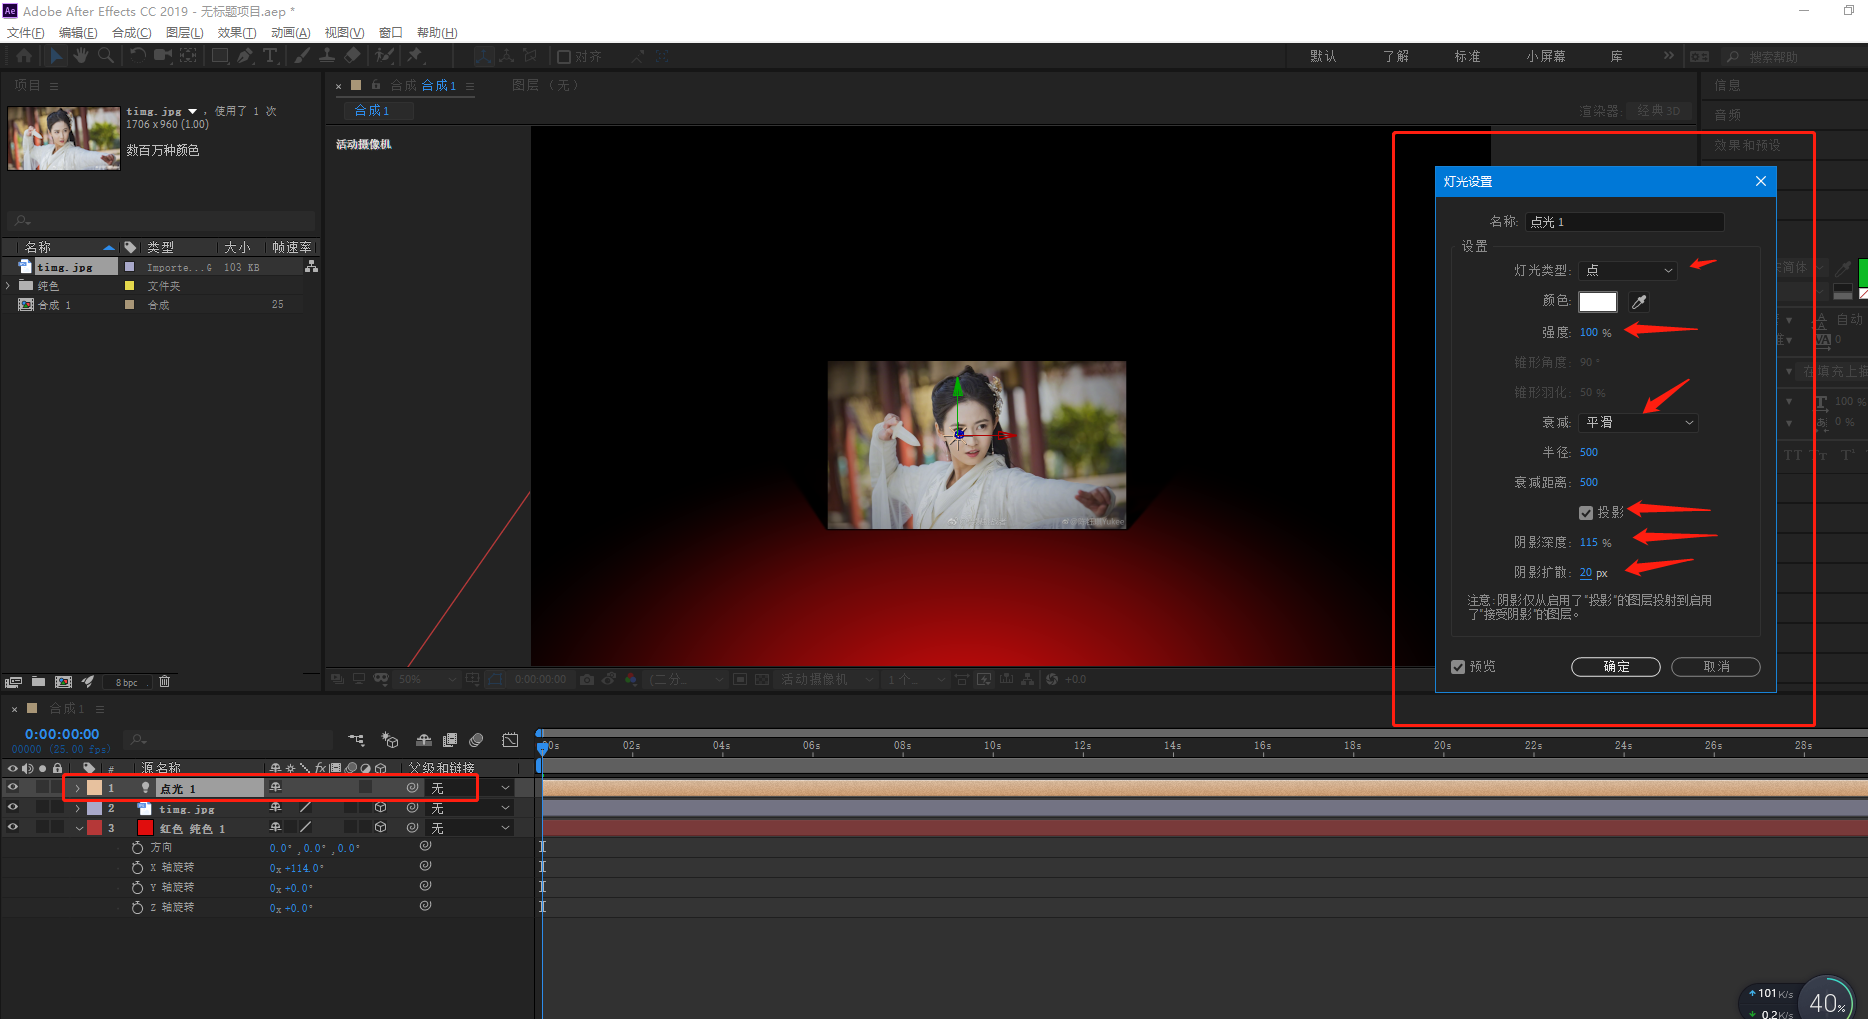 Adobe After Effects CC 2019 - 无标题项目.aep *
文件(F) 编辑(E) 合成(C) 图层(L) 效果(T) 动画(A) 视图(V) 窗口 帮助(H)
对齐 默认 了解 标准 小屏幕 库 搜索帮助
项目
合成 合成 1 图层 (无)
信息
合成 1
渲染器: 经典 3D
音频
效果和预设
timg.jpg , 使用了 1 次
1706 x 960 (1.00)
数百万种颜色
活动摄像机
名称 类型 大小 帧速率
timg.jpg Importe...G 103 KB
纯色 文件夹
合成 1 合成 25
灯光设置
名称: 点光 1
设置
灯光类型: 点
颜色:
强度: 100 %
锥形角度: 90 °
锥形羽化: 50 %
衰减: 平滑
半径: 500
衰减距离: 500
投影
阴影深度: 115 %
阴影扩散: 20 px
注意:阴影仅从启用了"投影"的图层投射到启用
了"接受阴影"的图层。
预览 确定 取消
简体
自动
0
在填充上描
100 %
0 %
8 bpc
50% 0:00:00:00 (二分... 活动摄像机 1 个... +0.0
合成 1
0:00:00:00
00000 (25.00 fps)
:00s 02s 04s 06s 08s 10s 12s 14s 16s 18s 20s 22s 24s 26s 28s
# 源名称 fx 父级和链接
1 点光 1 无
2 timg.jpg 无
3 红色 纯色 1 无
方向 0.0°,0.0°,0.0°
X 轴旋转 0x+114.0°
Y 轴旋转 0x+0.0°
Z 轴旋转 0x+0.0°
101 K/s
0.2 K/s
40%